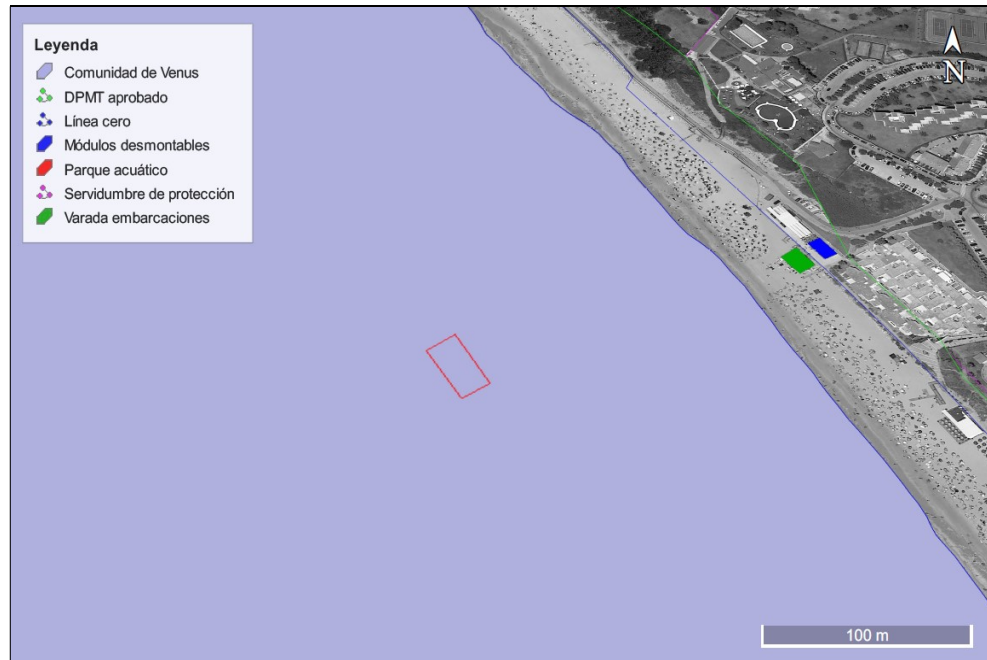 Leyenda
Comunidad de Venus
DPMT aprobado
Línea cero
Módulos desmontables
Parque acuático
Servidumbre de protección
Varada embarcaciones
N
100 m